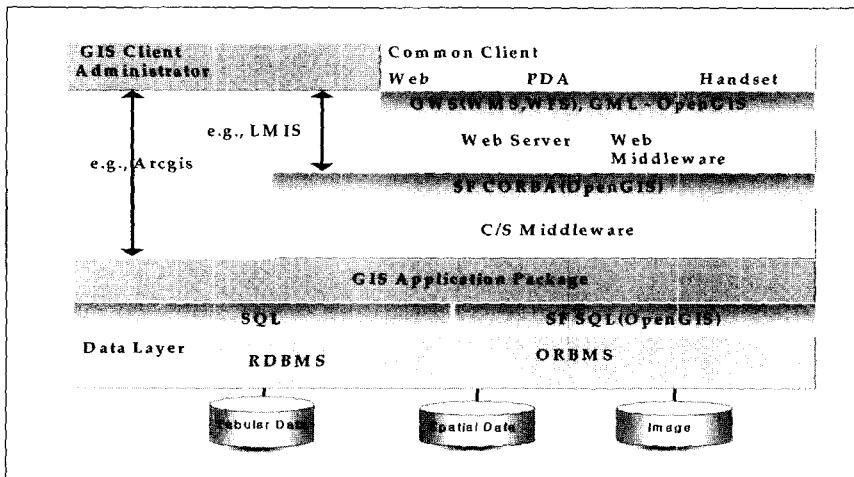 GIS Client
Administrator
Common Client
Web PDA Handset
OWS(WMS,WFS), GML - OpenGIS
e.g., LMIS
Web Server Web
Middleware
e.g., Arcgis
SF CORBA(OpenGIS)
C/S Middleware
GIS Application Package
SQL SF SQL(OpenGIS)
Data Layer
RDBMS ORBMS
Tabular Data Spatial Data Image